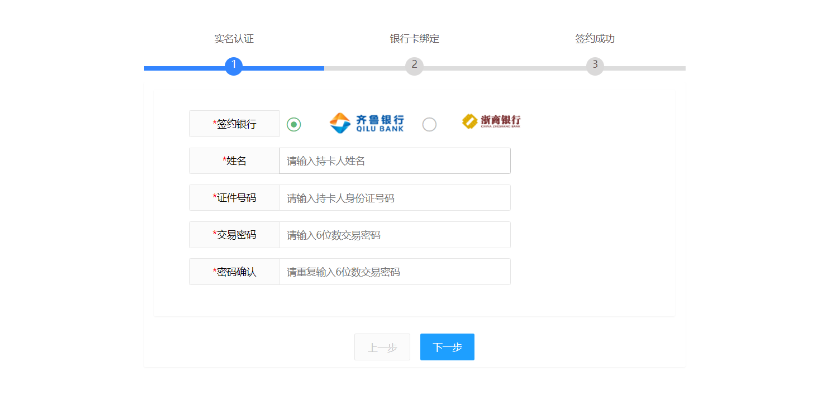 实名认证 银行卡绑定 签约成功
1 2 3
*签约银行 齐鲁银行 浙商银行
QILU BANK CHINA ZHESHANG BANK
*姓名 请输入持卡人姓名
*证件号码 请输入持卡人身份证号码
*交易密码 请输入6位数交易密码
*密码确认 请重复输入6位数交易密码
上一步 下一步